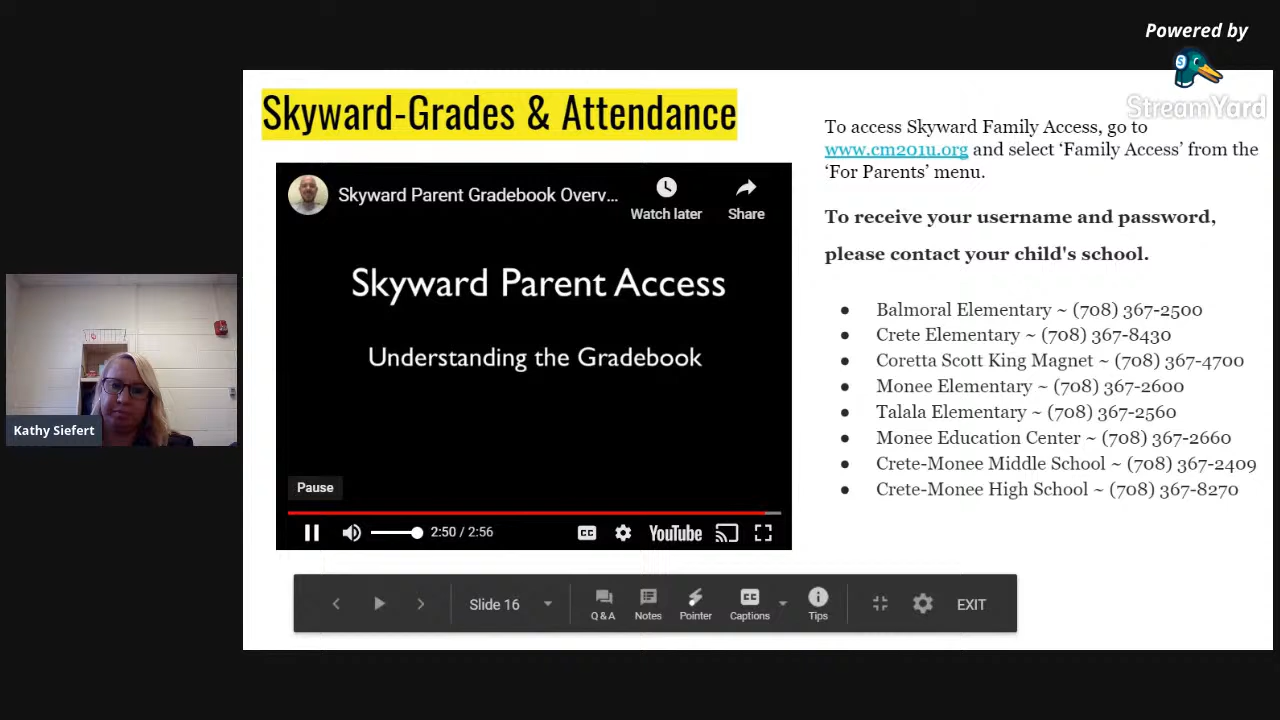 Powered by
StreamYard
Skyward-Grades & Attendance
Skyward Parent Gradebook Overv...
Watch later
Share
Skyward Parent Access
Understanding the Gradebook
Pause
2:50 / 2:56
CC
YouTube
To access Skyward Family Access, go to
www.cm201u.org and select ‘Family Access’ from the
‘For Parents’ menu.
To receive your username and password,
please contact your child's school.
● Balmoral Elementary ~ (708) 367-2500
● Crete Elementary ~ (708) 367-8430
● Coretta Scott King Magnet ~ (708) 367-4700
● Monee Elementary ~ (708) 367-2600
● Talala Elementary ~ (708) 367-2560
● Monee Education Center ~ (708) 367-2660
● Crete-Monee Middle School ~ (708) 367-2409
● Crete-Monee High School ~ (708) 367-8270
Kathy Siefert
Slide 16
Q&A
Notes
Pointer
CC
Captions
Tips
EXIT